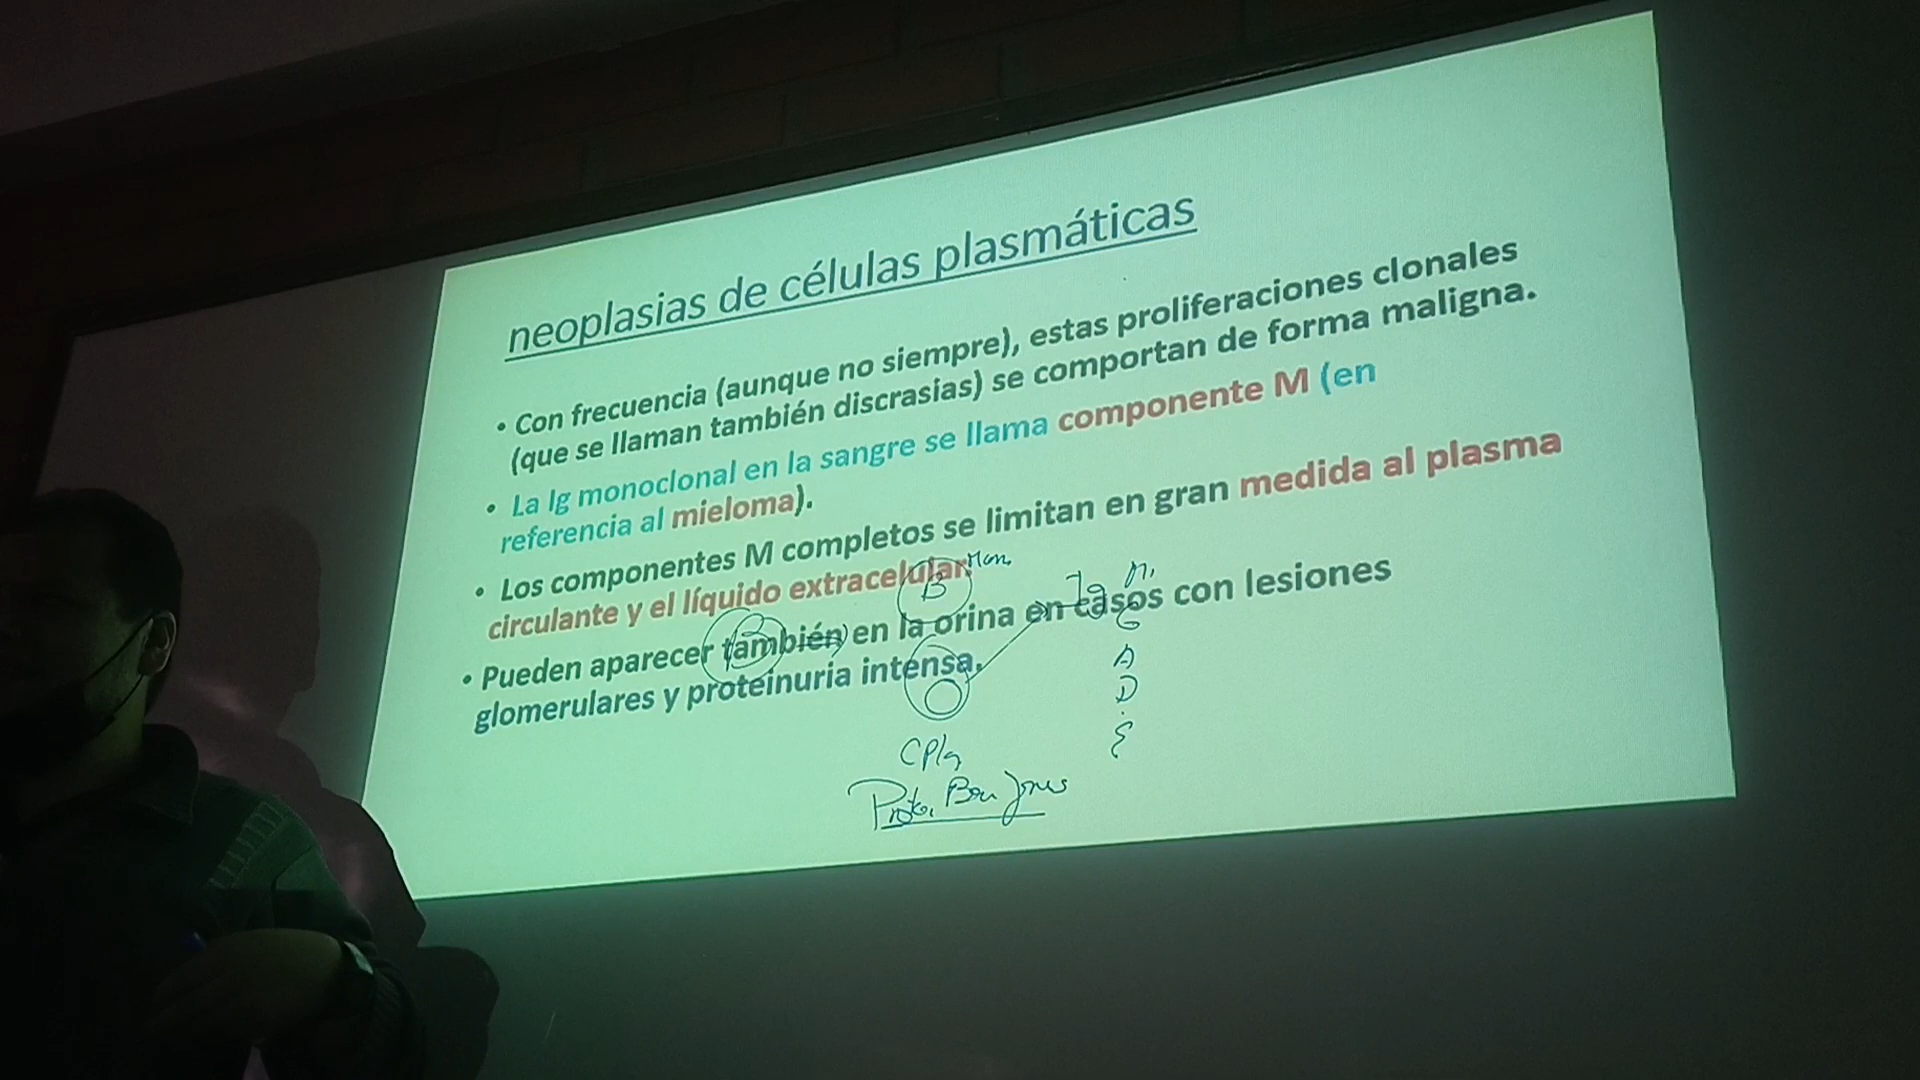 neoplasias de células plasmáticas
• Con frecuencia (aunque no siempre), estas proliferaciones clonales
(que se llaman también discrasias) se comportan de forma maligna.
• La Ig monoclonal en la sangre se llama componente M (en
referencia al mieloma).
• Los componentes M completos se limitan en gran medida al plasma
circulante y el líquido extracelular
• Pueden aparecer también en la orina en casos con lesiones
glomerulares y proteinuria intensa.
B
B
Ig
G
A
D
E
Ben Jones